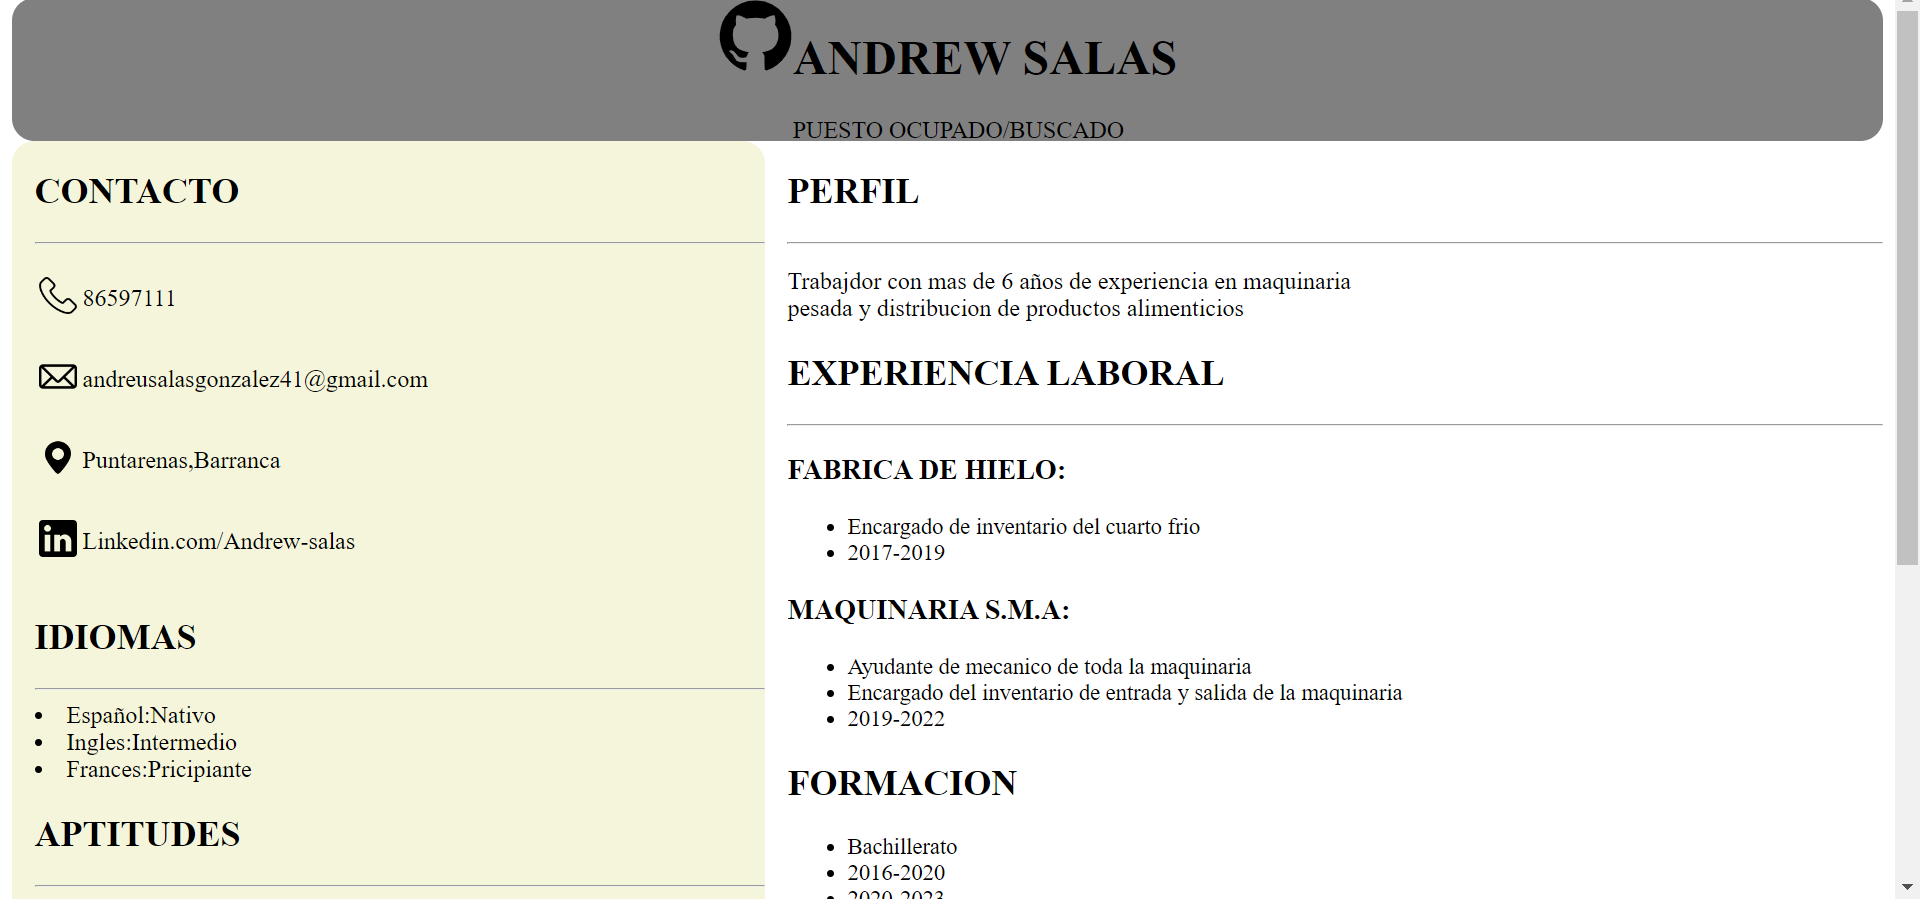 ANDREW SALAS
PUESTO OCUPADO/BUSCADO
CONTACTO
86597111
andreusalasgonzalez41@gmail.com
Puntarenas,Barranca
Linkedin.com/Andrew-salas
IDIOMAS
Español:Nativo
Ingles:Intermedio
Frances:Pricipiante
APTITUDES
PERFIL
Trabajdor con mas de 6 años de experiencia en maquinaria
pesada y distribucion de productos alimenticios
EXPERIENCIA LABORAL
FABRICA DE HIELO:
Encargado de inventario del cuarto frio
2017-2019
MAQUINARIA S.M.A:
Ayudante de mecanico de toda la maquinaria
Encargado del inventario de entrada y salida de la maquinaria
2019-2022
FORMACION
Bachillerato
2016-2020
2020-2023